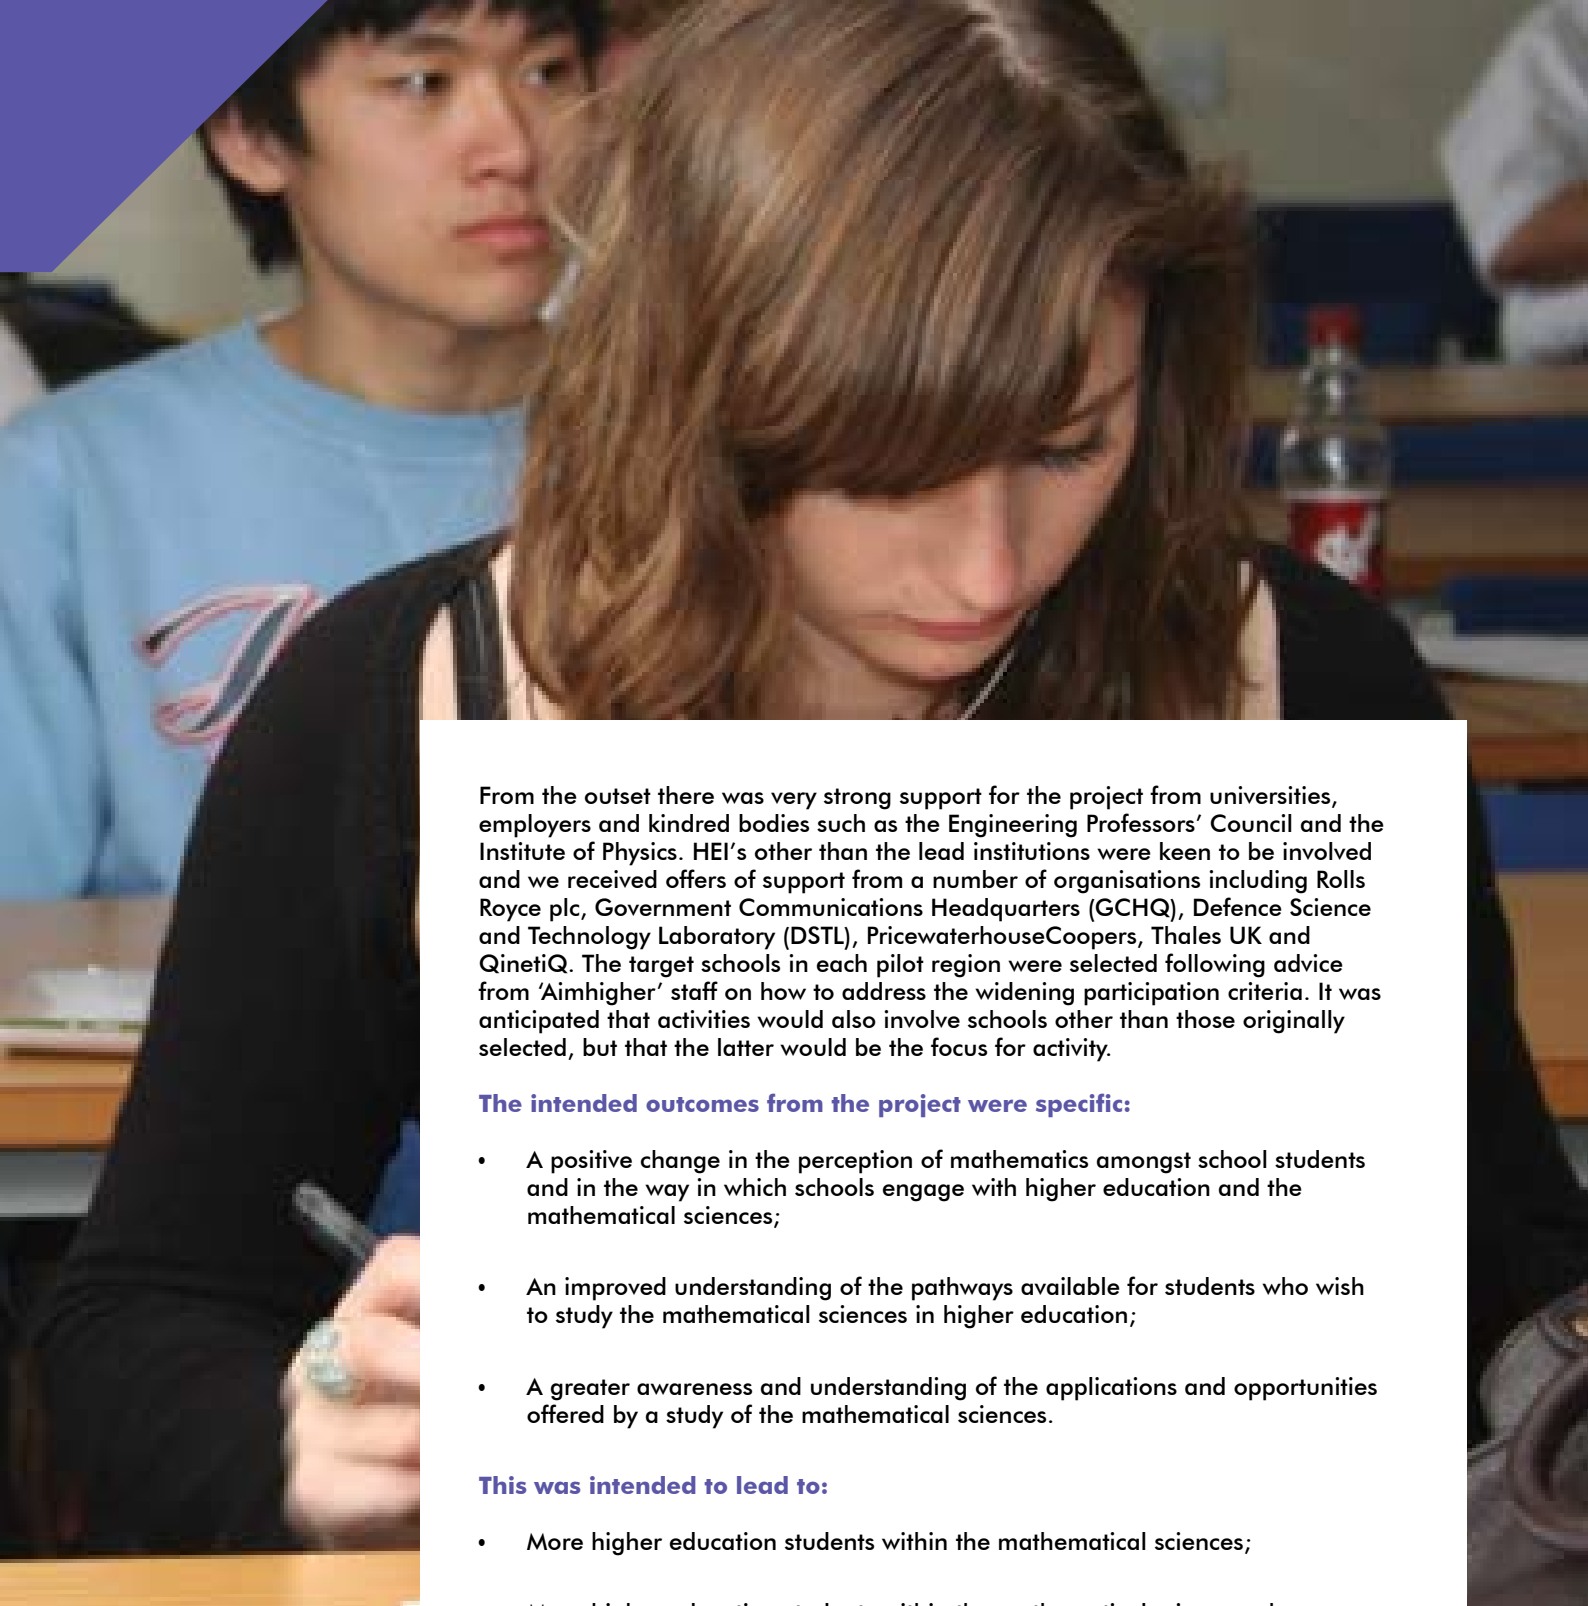 From the outset there was very strong support for the project from universities,
employers and kindred bodies such as the Engineering Professors’ Council and the
Institute of Physics. HEI’s other than the lead institutions were keen to be involved
and we received offers of support from a number of organisations including Rolls
Royce plc, Government Communications Headquarters (GCHQ), Defence Science
and Technology Laboratory (DSTL), PricewaterhouseCoopers, Thales UK and
QinetiQ. The target schools in each pilot region were selected following advice
from ‘Aimhigher’ staff on how to address the widening participation criteria. It was
anticipated that activities would also involve schools other than those originally
selected, but that the latter would be the focus for activity.
The intended outcomes from the project were specific:
• A positive change in the perception of mathematics amongst school students
and in the way in which schools engage with higher education and the
mathematical sciences;
• An improved understanding of the pathways available for students who wish
to study the mathematical sciences in higher education;
• A greater awareness and understanding of the applications and opportunities
offered by a study of the mathematical sciences.
This was intended to lead to:
• More higher education students within the mathematical sciences;